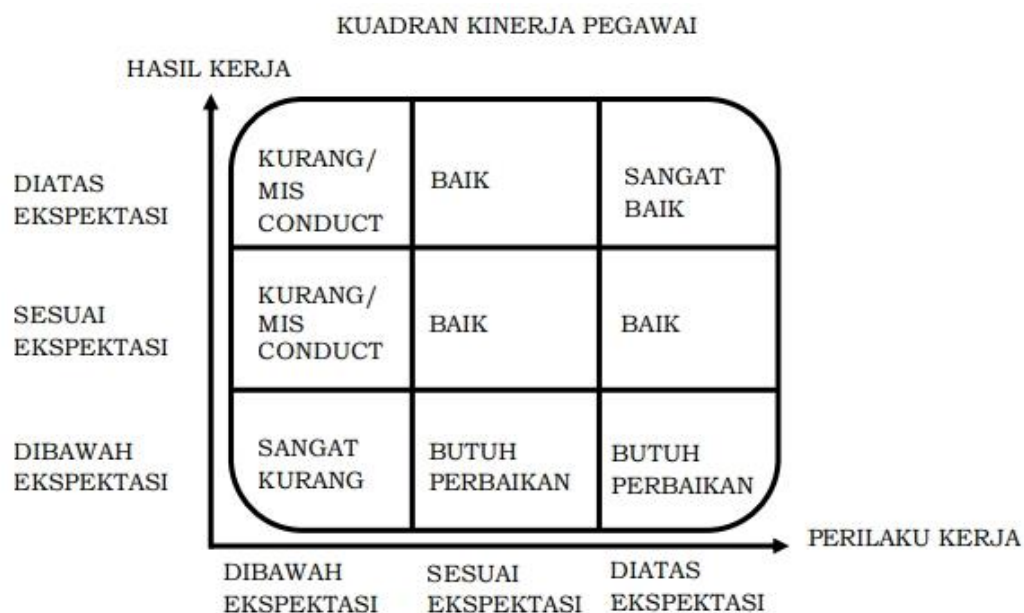 KUADRAN KINERJA PEGAWAI
HASIL KERJA
DIATAS
EKSPEKTASI
KURANG/
MIS
CONDUCT
BAIK
SANGAT
BAIK
SESUAI
EKSPEKTASI
KURANG/
MIS
CONDUCT
BAIK
BAIK
DIBAWAH
EKSPEKTASI
SANGAT
KURANG
BUTUH
PERBAIKAN
BUTUH
PERBAIKAN
PERILAKU KERJA
DIBAWAH
EKSPEKTASI
SESUAI
EKSPEKTASI
DIATAS
EKSPEKTASI